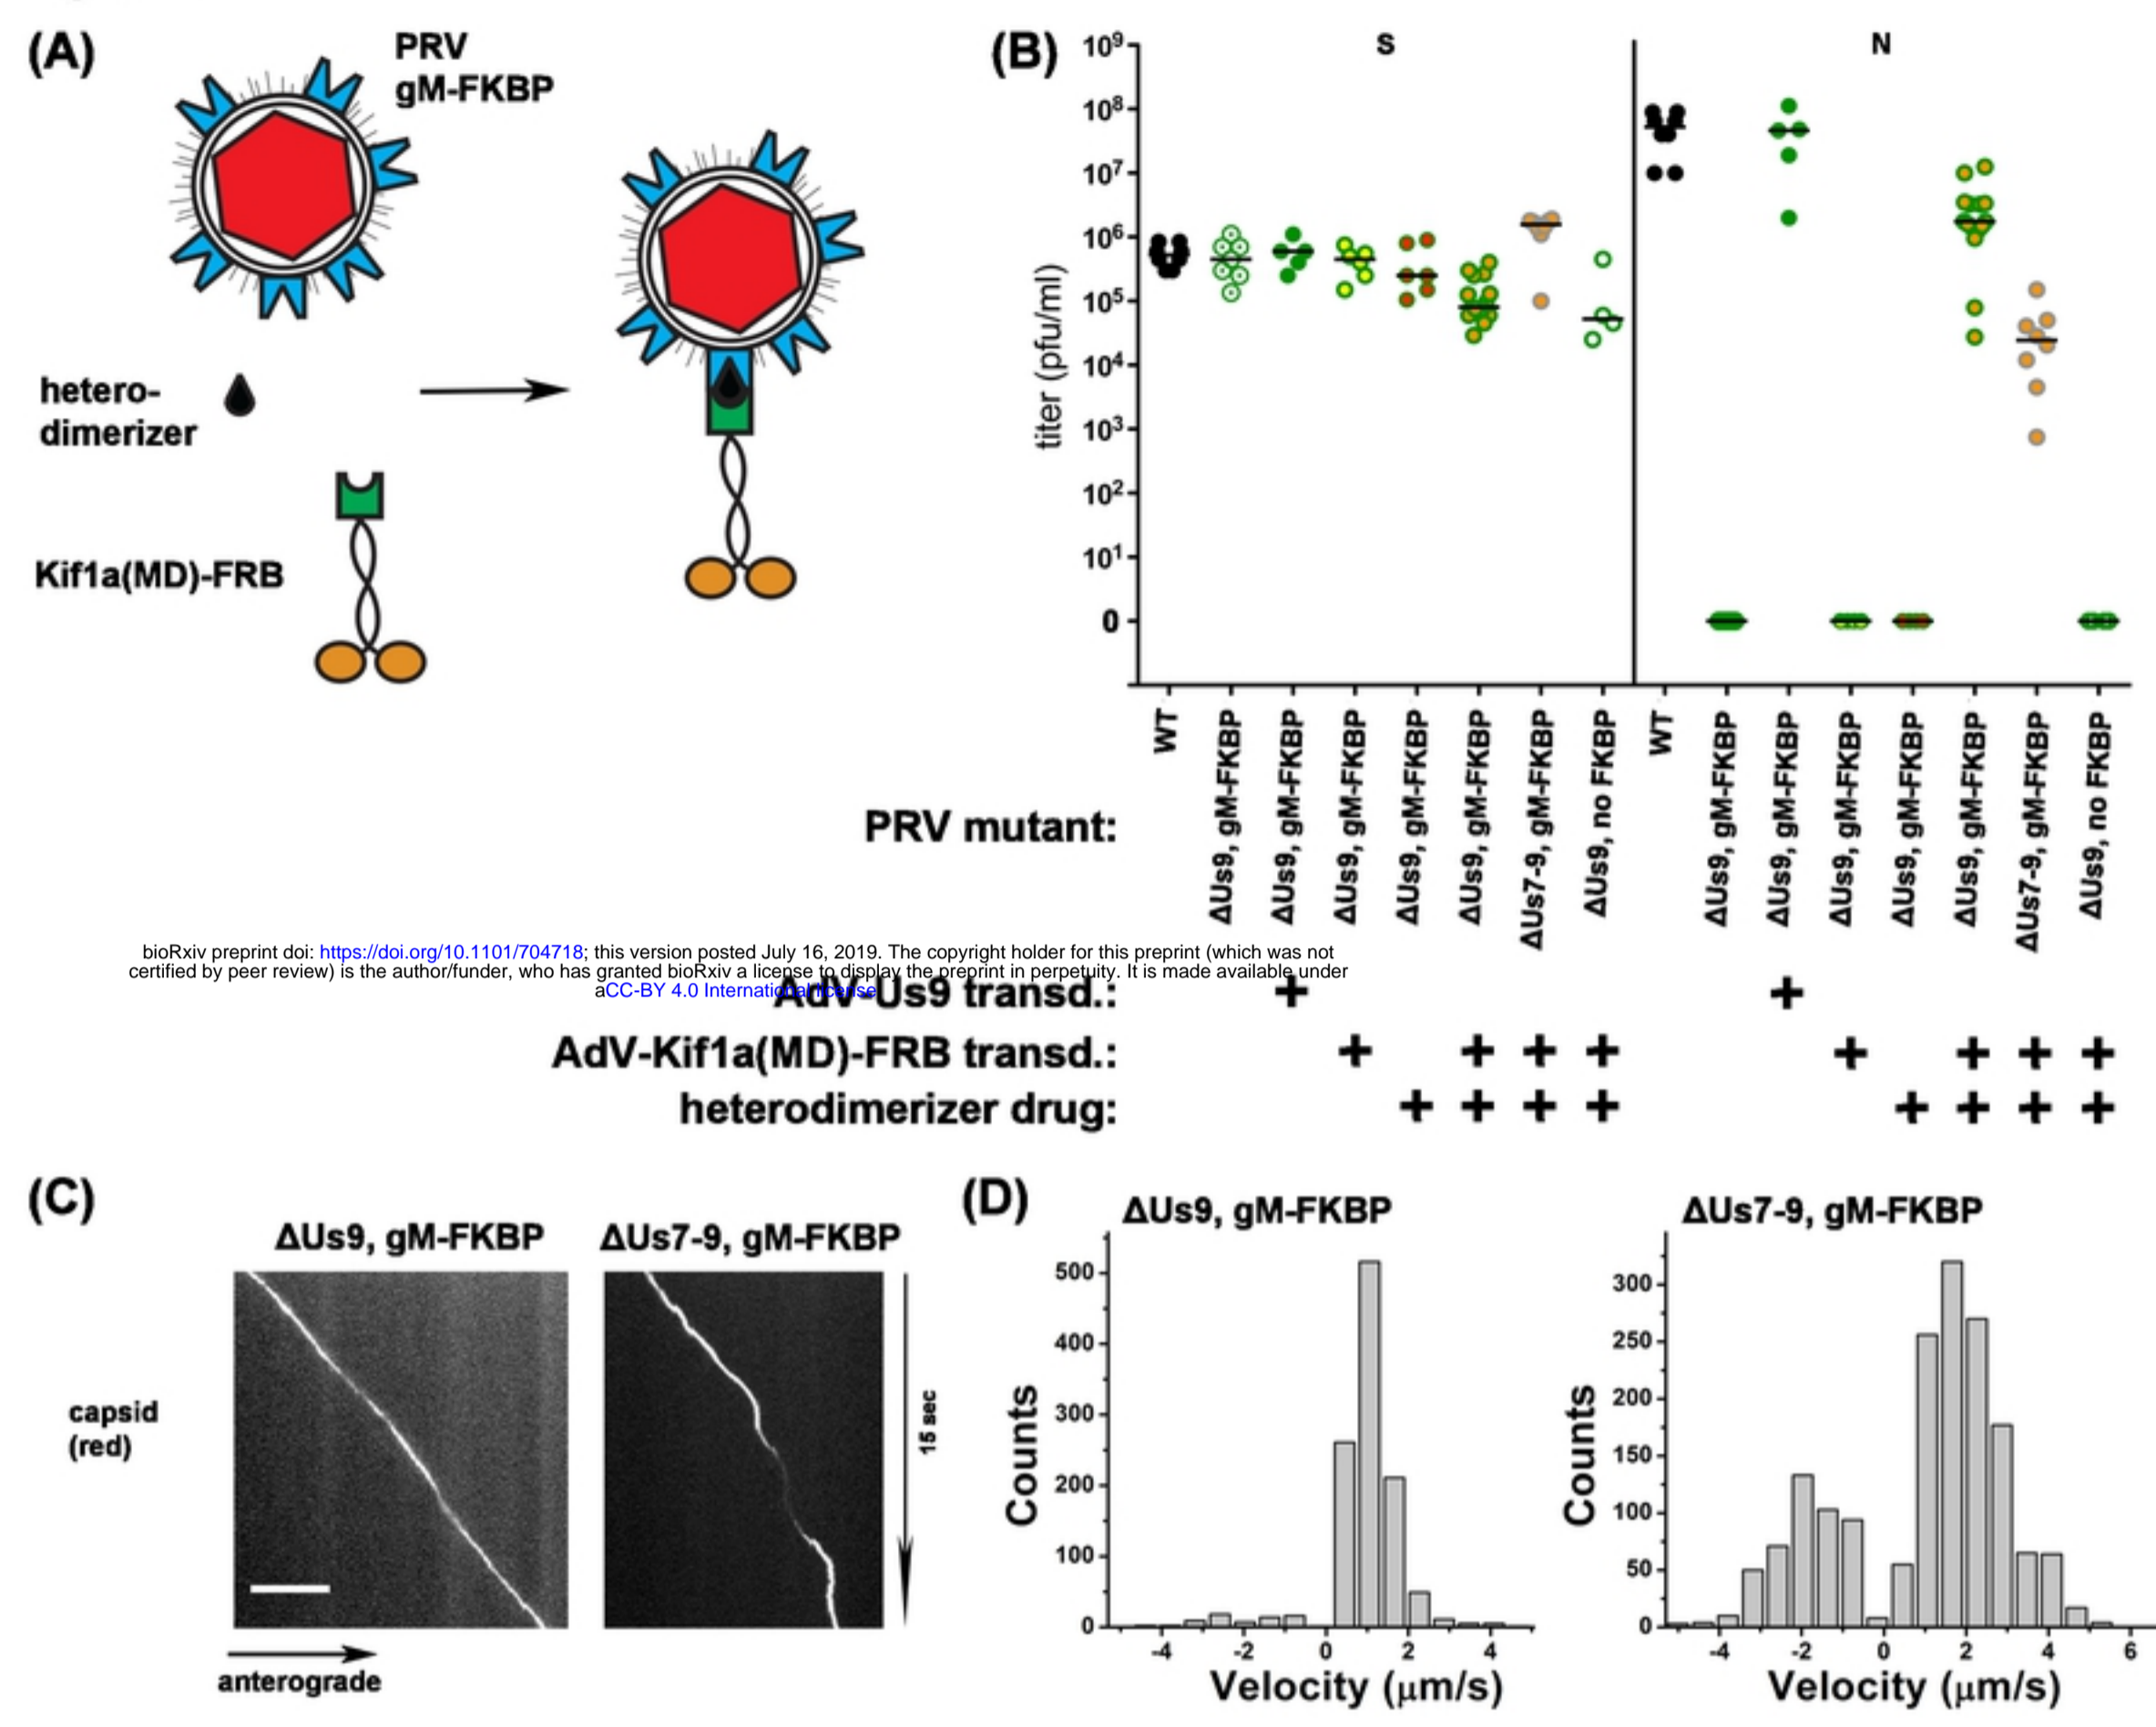 (A)
PRV
gM-FKBP
hetero-
dimerizer
Kif1a(MD)-FRB
(B)
S
N
titer (pfu/ml)
10⁹
10⁸
10⁷
10⁶
10⁵
10⁴
10³
10²
10¹
0
WT
ΔUs9, gM-FKBP
ΔUs9, gM-FKBP
ΔUs9, gM-FKBP
ΔUs9, gM-FKBP
ΔUs9, gM-FKBP
ΔUs7-9, gM-FKBP
ΔUs9, no FKBP
WT
ΔUs9, gM-FKBP
ΔUs9, gM-FKBP
ΔUs9, gM-FKBP
ΔUs9, gM-FKBP
ΔUs9, gM-FKBP
ΔUs7-9, gM-FKBP
ΔUs9, no FKBP
PRV mutant:
bioRxiv preprint doi: https://doi.org/10.1101/704718; this version posted July 16, 2019. The copyright holder for this preprint (which was not
certified by peer review) is the author/funder, who has granted bioRxiv a license to display the preprint in perpetuity. It is made available under
aCC-BY 4.0 International license
AdV-Us9 transd.: + +
AdV-Kif1a(MD)-FRB transd.: + + + + + + + +
heterodimerizer drug: + + + + + + + +
(C)
ΔUs9, gM-FKBP
ΔUs7-9, gM-FKBP
capsid
(red)
15 sec
anterograde
(D)
ΔUs9, gM-FKBP
Counts
500
400
300
200
100
0
-4 -2 0 2 4
Velocity (μm/s)
ΔUs7-9, gM-FKBP
Counts
300
250
200
150
100
50
0
-4 -2 0 2 4 6
Velocity (μm/s)